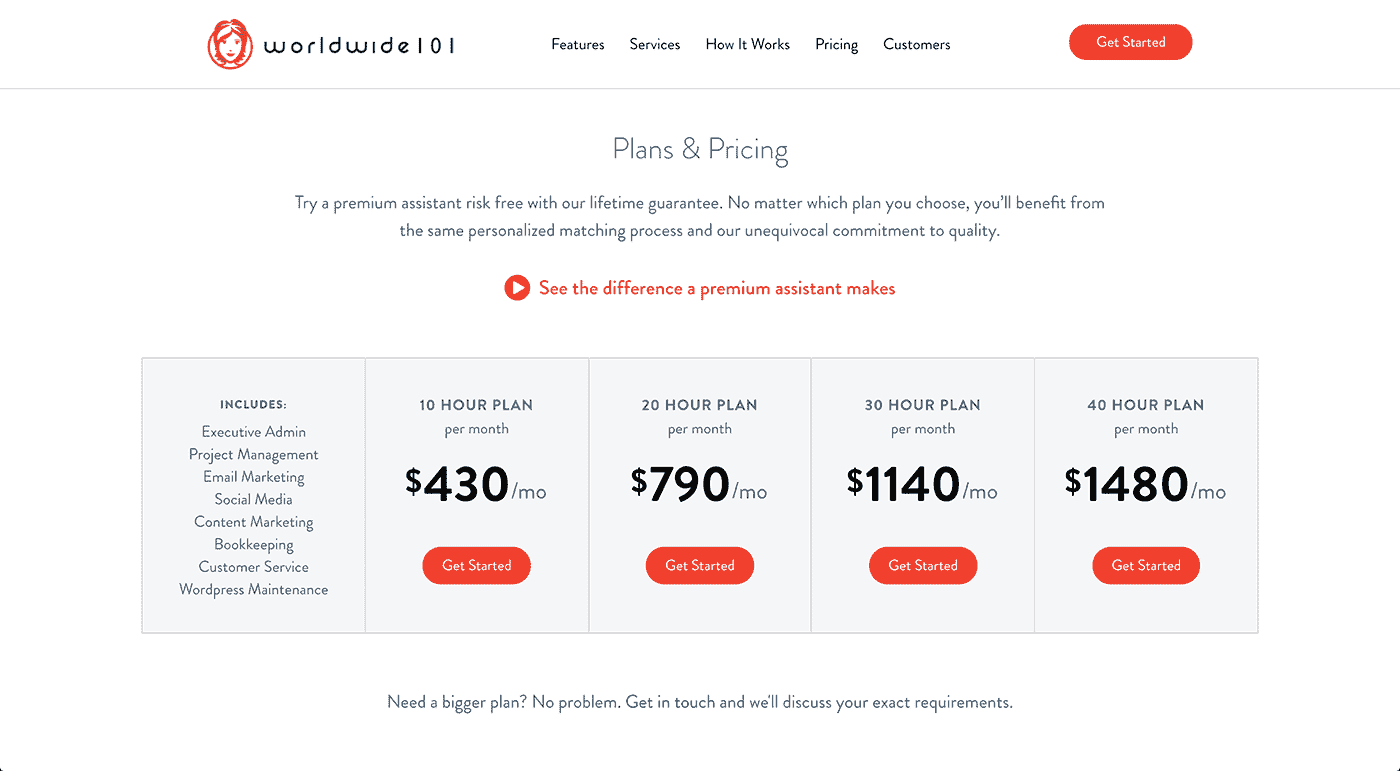 worldwide101
Features Services How It Works Pricing Customers
Get Started
Plans & Pricing
Try a premium assistant risk free with our lifetime guarantee. No matter which plan you choose, you'll benefit from
the same personalized matching process and our unequivocal commitment to quality.
See the difference a premium assistant makes
INCLUDES:
Executive Admin
Project Management
Email Marketing
Social Media
Content Marketing
Bookkeeping
Customer Service
Wordpress Maintenance
10 HOUR PLAN
per month
$430/mo
Get Started
20 HOUR PLAN
per month
$790/mo
Get Started
30 HOUR PLAN
per month
$1140/mo
Get Started
40 HOUR PLAN
per month
$1480/mo
Get Started
Need a bigger plan? No problem. Get in touch and we'll discuss your exact requirements.